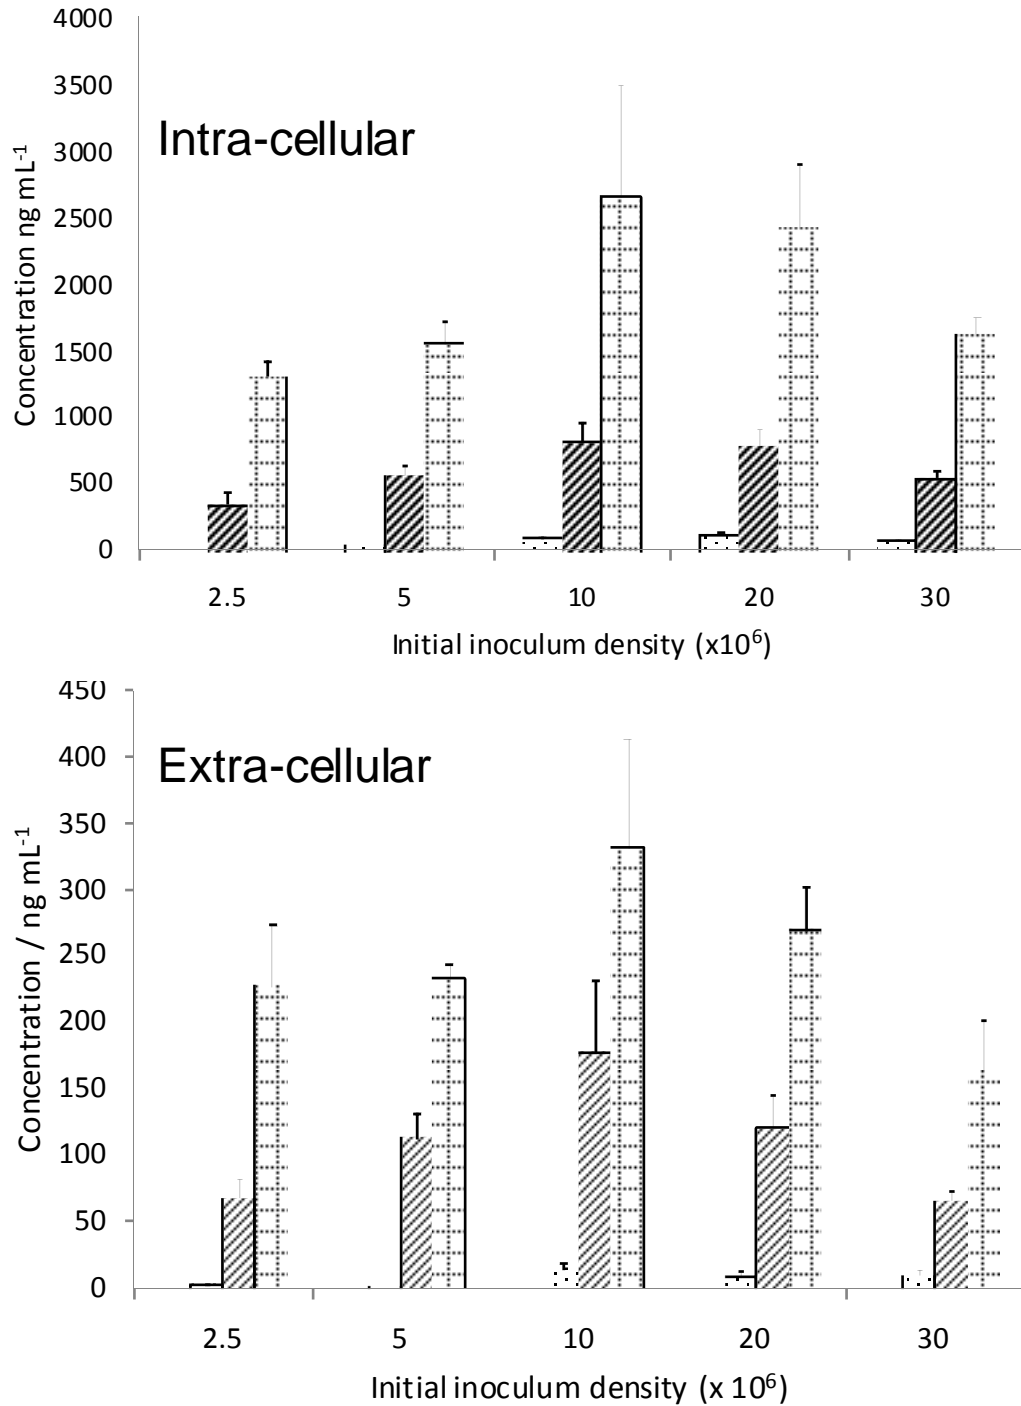 4000
3500
3000
2500
2000
1500
1000
500
0
Concentration ng mL⁻¹
Intra-cellular
2.5 5 10 20 30
Initial inoculum density (x10⁶)
450
400
350
300
250
200
150
100
50
0
Concentration / ng mL⁻¹
Extra-cellular
2.5 5 10 20 30
Initial inoculum density (x 10⁶)